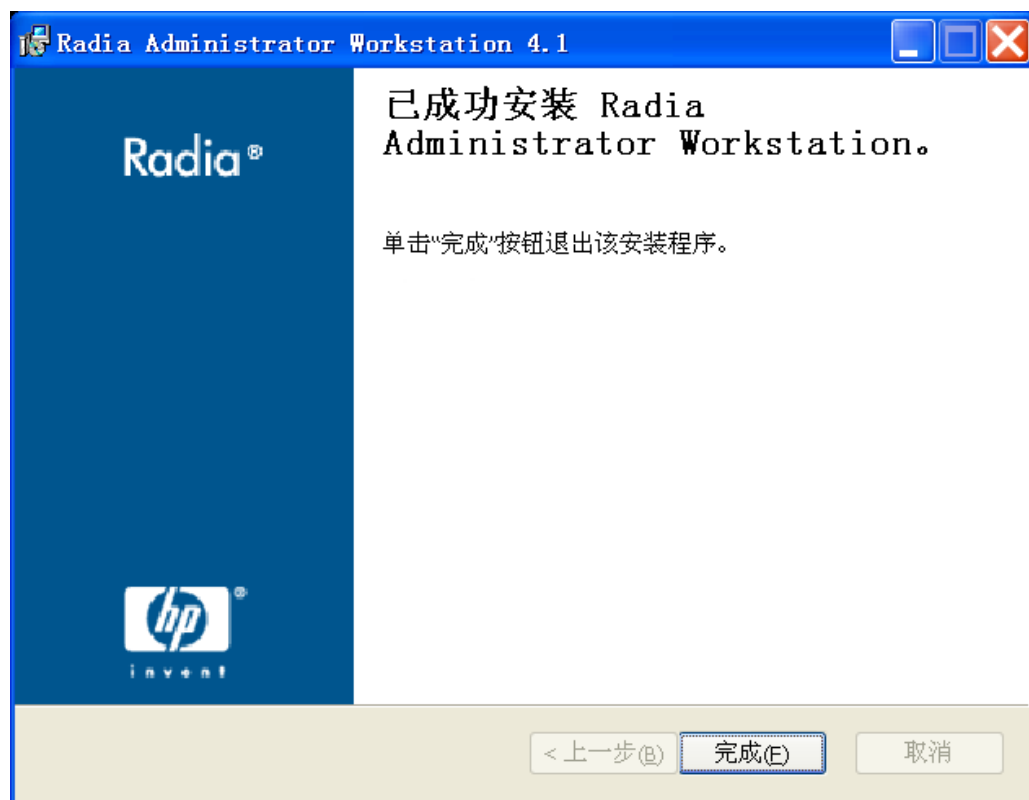 Radia Administrator Workstation 4.1
Radia®
已成功安装 Radia
Administrator Workstation。
单击“完成”按钮退出该安装程序。
hp®
invent
<上一步(B)
完成(F)
取消